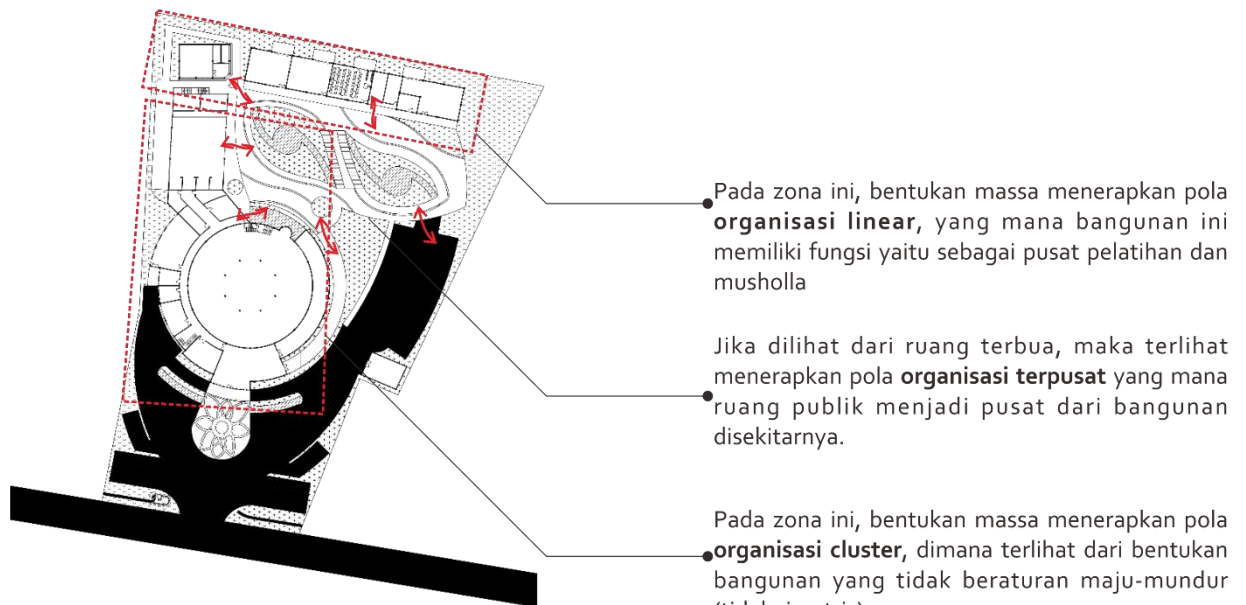 Pada zona ini, bentukan massa menerapkan pola
organisasi linear, yang mana bangunan ini
memiliki fungsi yaitu sebagai pusat pelatihan dan
musholla
Jika dilihat dari ruang terbua, maka terlihat
menerapkan pola organisasi terpusat yang mana
ruang publik menjadi pusat dari bangunan
disekitarnya.
Pada zona ini, bentukan massa menerapkan pola
organisasi cluster, dimana terlihat dari bentukan
bangunan yang tidak beraturan maju-mundur